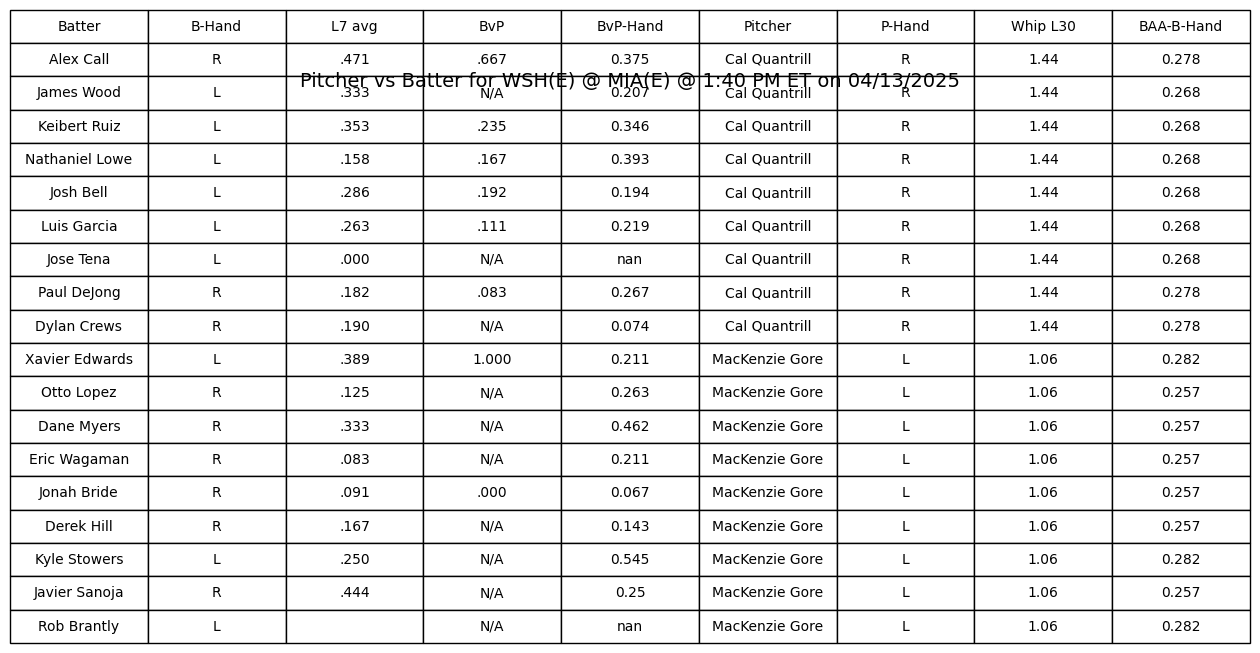 Batter B-Hand L7 avg BvP BvP-Hand Pitcher P-Hand Whip L30 BAA-B-Hand
Alex Call R .471 .667 0.375 Cal Quantrill R 1.44 0.278
Pitcher vs Batter for WSH(E) @ MIA(E) @ 1:40 PM ET on 04/13/2025
James Wood L .333 N/A 0.207 Cal Quantrill R 1.44 0.268
Keibert Ruiz L .353 .235 0.346 Cal Quantrill R 1.44 0.268
Nathaniel Lowe L .158 .167 0.393 Cal Quantrill R 1.44 0.268
Josh Bell L .286 .192 0.194 Cal Quantrill R 1.44 0.268
Luis Garcia L .263 .111 0.219 Cal Quantrill R 1.44 0.268
Jose Tena L .000 N/A nan Cal Quantrill R 1.44 0.268
Paul DeJong R .182 .083 0.267 Cal Quantrill R 1.44 0.278
Dylan Crews R .190 N/A 0.074 Cal Quantrill R 1.44 0.278
Xavier Edwards L .389 1.000 0.211 MacKenzie Gore L 1.06 0.282
Otto Lopez R .125 N/A 0.263 MacKenzie Gore L 1.06 0.257
Dane Myers R .333 N/A 0.462 MacKenzie Gore L 1.06 0.257
Eric Wagaman R .083 N/A 0.211 MacKenzie Gore L 1.06 0.257
Jonah Bride R .091 .000 0.067 MacKenzie Gore L 1.06 0.257
Derek Hill R .167 N/A 0.143 MacKenzie Gore L 1.06 0.257
Kyle Stowers L .250 N/A 0.545 MacKenzie Gore L 1.06 0.282
Javier Sanoja R .444 N/A 0.25 MacKenzie Gore L 1.06 0.257
Rob Brantly L N/A nan MacKenzie Gore L 1.06 0.282